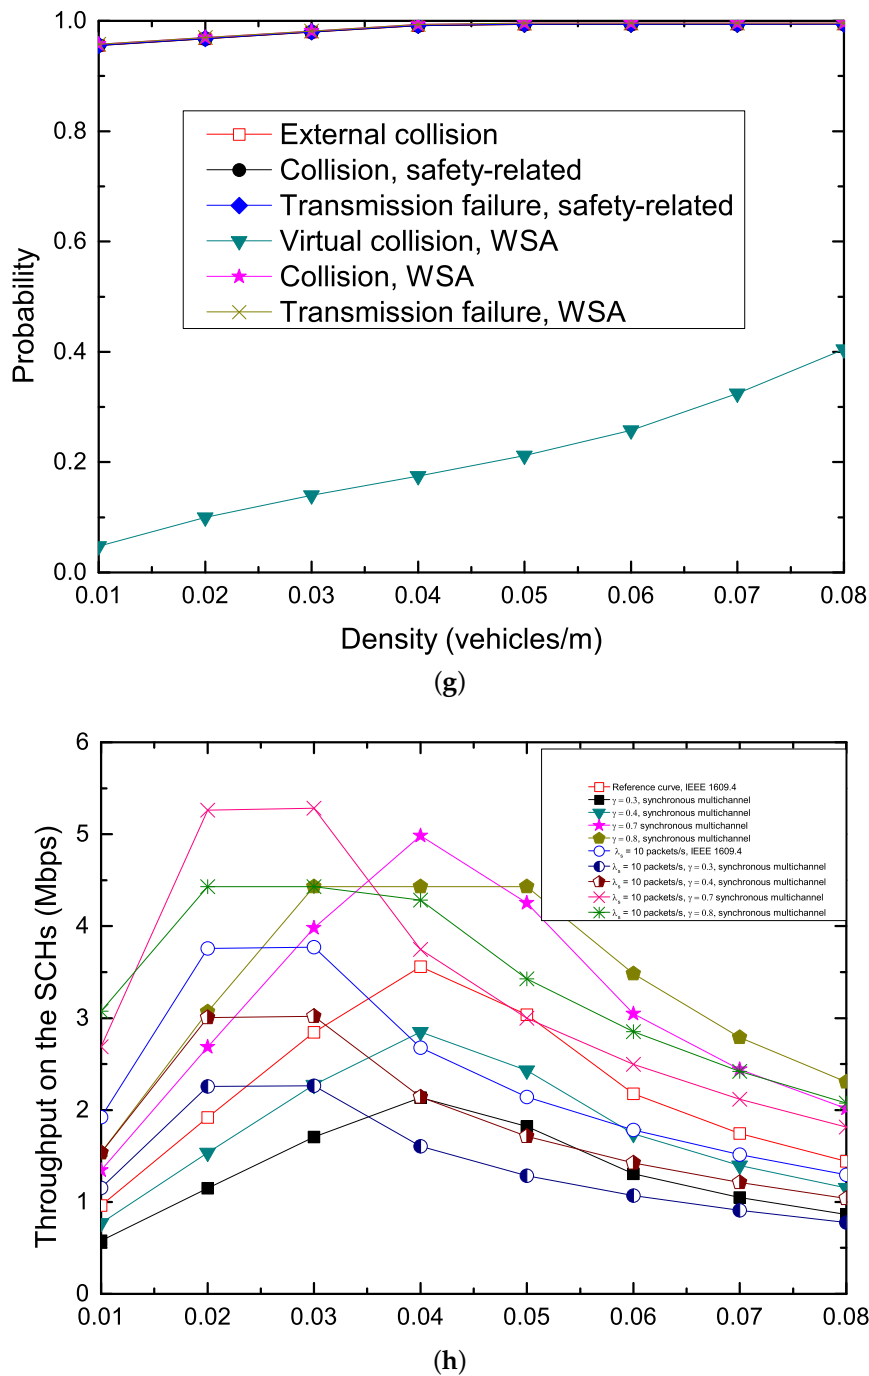 1.0
0.8
0.6
0.4
0.2
0.0
Probability
External collision
Collision, safety-related
Transmission failure, safety-related
Virtual collision, WSA
Collision, WSA
Transmission failure, WSA
0.01 0.02 0.03 0.04 0.05 0.06 0.07 0.08
Density (vehicles/m)
(g)
6
5
4
3
2
1
0
Throughput on the SCHs (Mbps)
Reference curve, IEEE 1609.4
γ = 0.3, synchronous multichannel
γ = 0.4, synchronous multichannel
γ = 0.7 synchronous multichannel
γ = 0.8, synchronous multichannel
λs = 10 packets/s, IEEE 1609.4
λs = 10 packets/s, γ = 0.3, synchronous multichannel
λs = 10 packets/s, γ = 0.4, synchronous multichannel
λs = 10 packets/s, γ = 0.7 synchronous multichannel
λs = 10 packets/s, γ = 0.8, synchronous multichannel
0.01 0.02 0.03 0.04 0.05 0.06 0.07 0.08
(h)